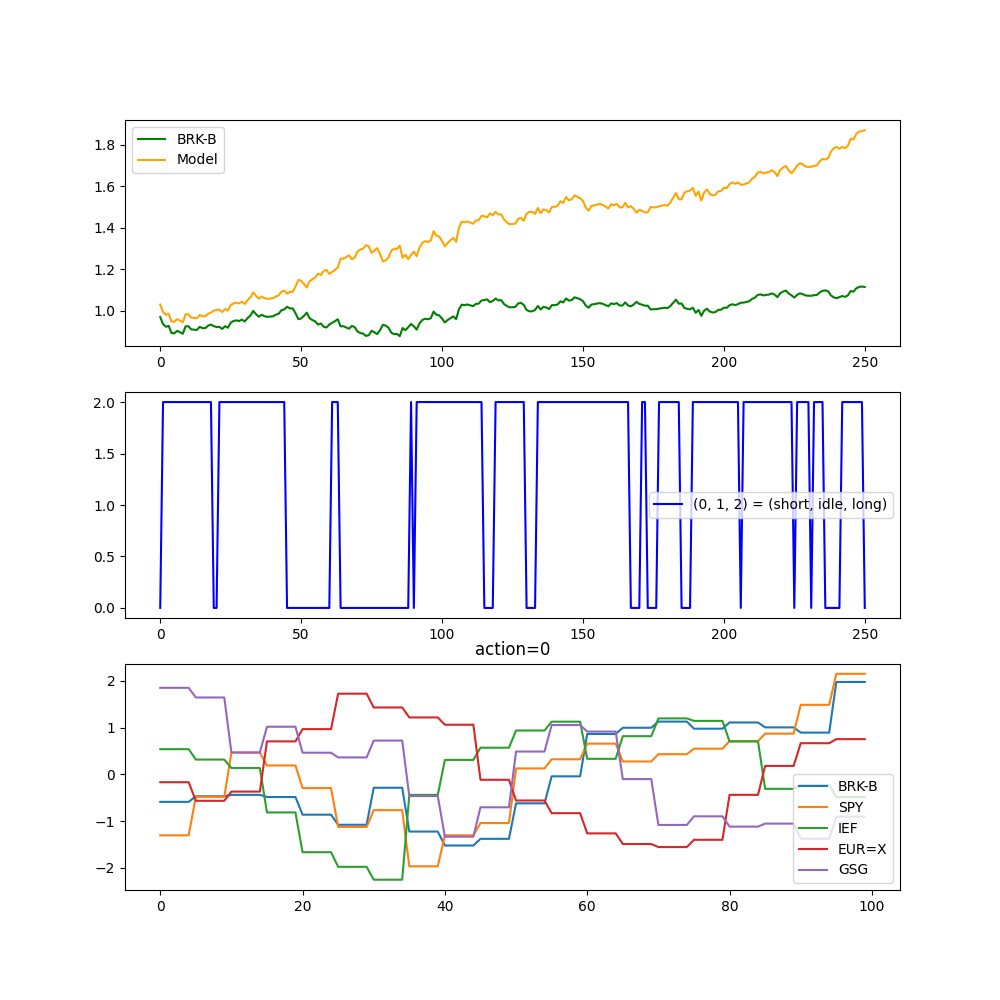 BRK-B
Model
1.8
1.6
1.4
1.2
1.0
0 50 100 150 200 250
2.0
1.5
1.0
0.5
0.0
(0, 1, 2) = (short, idle, long)
0 50 100 150 200 250
action=0
2
1
0
−1
−2
BRK-B
SPY
IEF
EUR=X
GSG
0 20 40 60 80 100